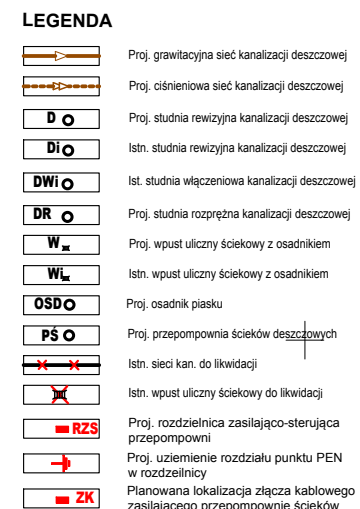 LEGENDA
Proj. grawitacyjna sieć kanalizacji deszczowej
Proj. ciśnieniowa sieć kanalizacji deszczowej
D Proj. studnia rewizyjna kanalizacji deszczowej
Di Istn. studnia rewizyjna kanalizacji deszczowej
DWi Ist. studnia włączeniowa kanalizacji deszczowej
DR Proj. studnia rozprężna kanalizacji deszczowej
W Proj. wpust uliczny ściekowy z osadnikiem
Wi Istn. wpust uliczny ściekowy z osadnikiem
OSD Proj. osadnik piasku
PŚ Proj. przepompownia ścieków deszczowych
Istn. sieci kan. do likwidacji
Istn. wpust uliczny ściekowy do likwidacji
RZS Proj. rozdzielnica zasilająco-sterująca
przepompowni
Proj. uziemienie rozdziału punktu PEN
w rozdzeilnicy
ZK Planowana lokalizacja złącza kablowego
zasilającego przepompownię ścieków